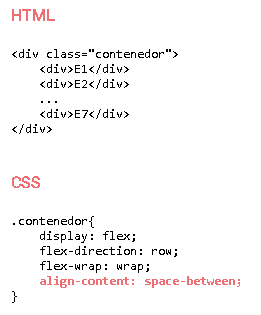 HTML
<div class="contenedor">
    <div>E1</div>
    <div>E2</div>
    ...
    <div>E7</div>
</div>
CSS
.contenedor{
    display: flex;
    flex-direction: row;
    flex-wrap: wrap;
    align-content: space-between;
}